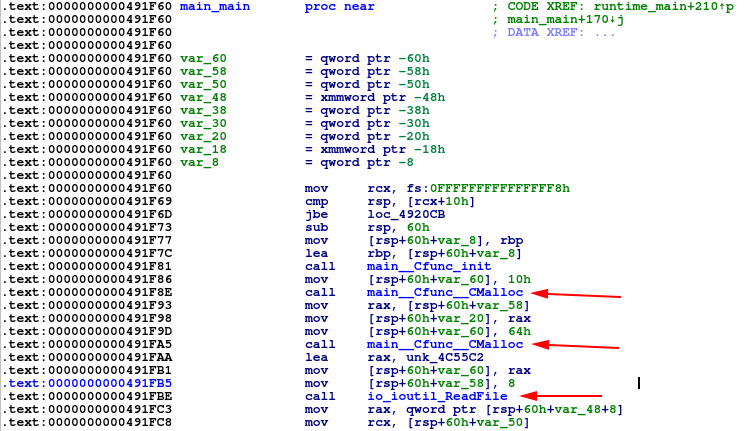 .text:0000000000491F60 main_main proc near ; CODE XREF: runtime_main+210↑p
.text:0000000000491F60 ; main_main+170↓j
.text:0000000000491F60 ; DATA XREF: ...
.text:0000000000491F60
.text:0000000000491F60 var_60 = qword ptr -60h
.text:0000000000491F60 var_58 = qword ptr -58h
.text:0000000000491F60 var_50 = qword ptr -50h
.text:0000000000491F60 var_48 = xmmword ptr -48h
.text:0000000000491F60 var_38 = qword ptr -38h
.text:0000000000491F60 var_30 = qword ptr -30h
.text:0000000000491F60 var_20 = qword ptr -20h
.text:0000000000491F60 var_18 = xmmword ptr -18h
.text:0000000000491F60 var_8 = qword ptr -8
.text:0000000000491F60
.text:0000000000491F60 mov rcx, fs:0FFFFFFFFFFFFFFF8h
.text:0000000000491F69 cmp rsp, [rcx+10h]
.text:0000000000491F6D jbe loc_4920CB
.text:0000000000491F73 sub rsp, 60h
.text:0000000000491F77 mov [rsp+60h+var_8], rbp
.text:0000000000491F7C lea rbp, [rsp+60h+var_8]
.text:0000000000491F81 call main__Cfunc_init
.text:0000000000491F86 mov [rsp+60h+var_60], 10h
.text:0000000000491F8E call main__Cfunc__CMalloc
.text:0000000000491F93 mov rax, [rsp+60h+var_58]
.text:0000000000491F98 mov [rsp+60h+var_20], rax
.text:0000000000491F9D mov [rsp+60h+var_60], 64h
.text:0000000000491FA5 call main__Cfunc__CMalloc
.text:0000000000491FAA lea rax, unk_4C55C2
.text:0000000000491FB1 mov [rsp+60h+var_60], rax
.text:0000000000491FB5 mov [rsp+60h+var_58], 8
.text:0000000000491FBE call io_ioutil_ReadFile
.text:0000000000491FC3 mov rax, qword ptr [rsp+60h+var_48+8]
.text:0000000000491FC8 mov rcx, [rsp+60h+var_50]